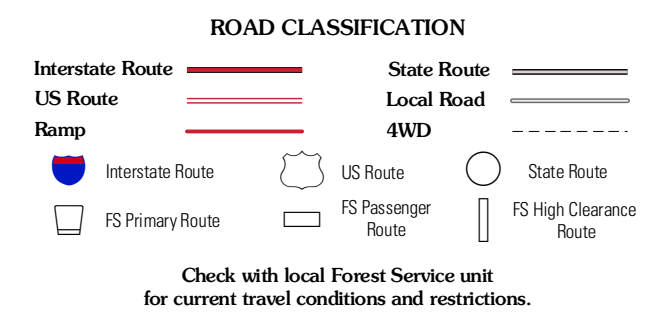 ROAD CLASSIFICATION
Interstate Route
State Route
US Route
Local Road
Ramp
4WD
Interstate Route
US Route
State Route
FS Primary Route
FS Passenger
Route
FS High Clearance
Route
Check with local Forest Service unit
for current travel conditions and restrictions.